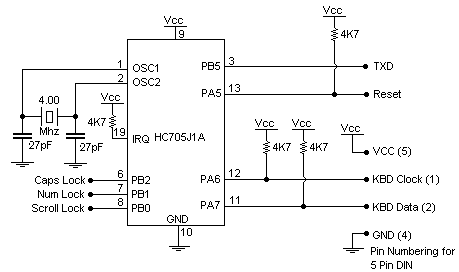 Vcc
Vcc
9
4K7
1
OSC1
PB5
3
TXD
2
OSC2
PA5
13
Reset
4.00
Mhz
Vcc
4K7
19
IRQ
HC705J1A
27pF
27pF
Vcc
4K7
4K7
Vcc
VCC (5)
Caps Lock
6
PB2
PA6
12
KBD Clock (1)
Num Lock
7
PB1
Scroll Lock
8
PB0
PA7
11
KBD Data (2)
GND
10
GND (4)
Pin Numbering for
5 Pin DIN